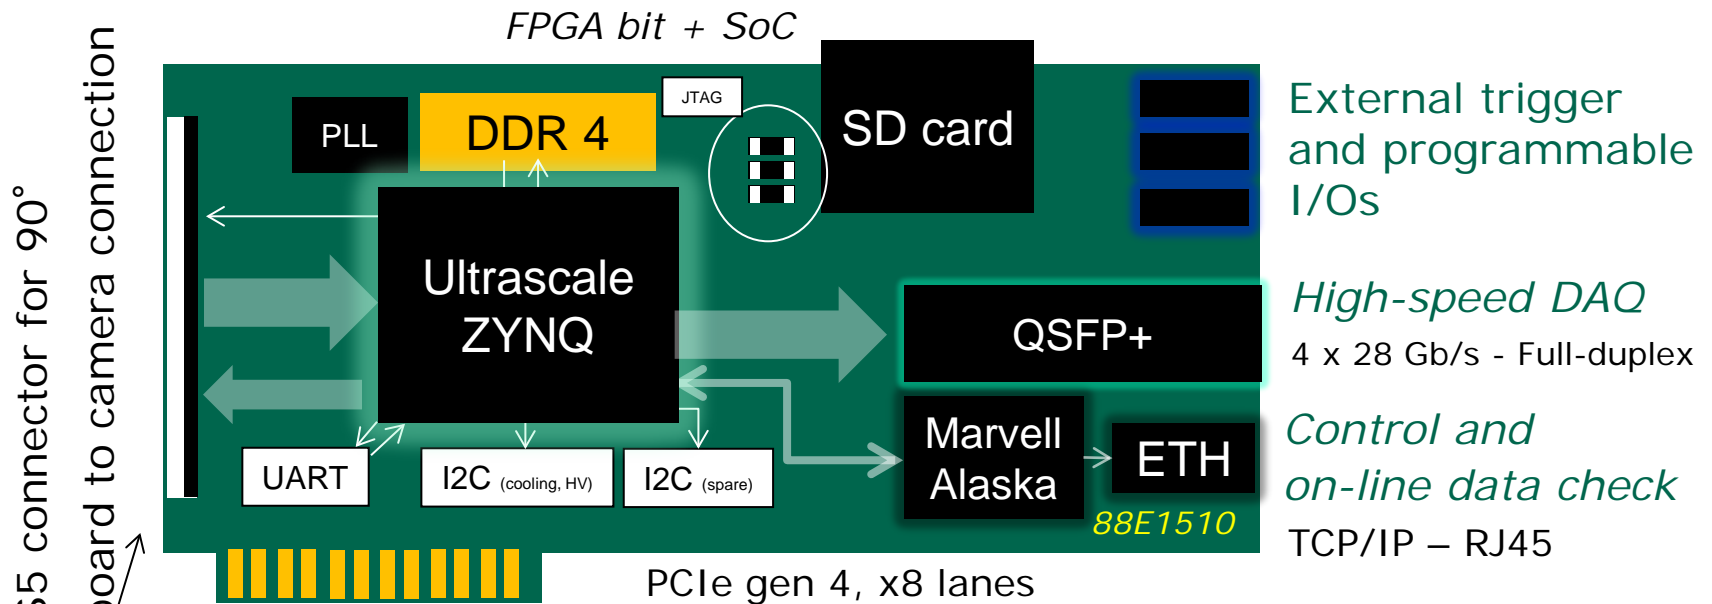 FPGA bit + SoC
connector for 90°
to camera connection
PLL
DDR 4
JTAG
SD card
External trigger
and programmable
I/Os
Ultrascale
ZYNQ
QSFP+
High-speed DAQ
4 x 28 Gb/s - Full-duplex
UART
I2C (cooling, HV)
I2C (spare)
Marvell
Alaska
ETH
88E1510
Control and
on-line data check
TCP/IP – RJ45
PCIe gen 4, x8 lanes